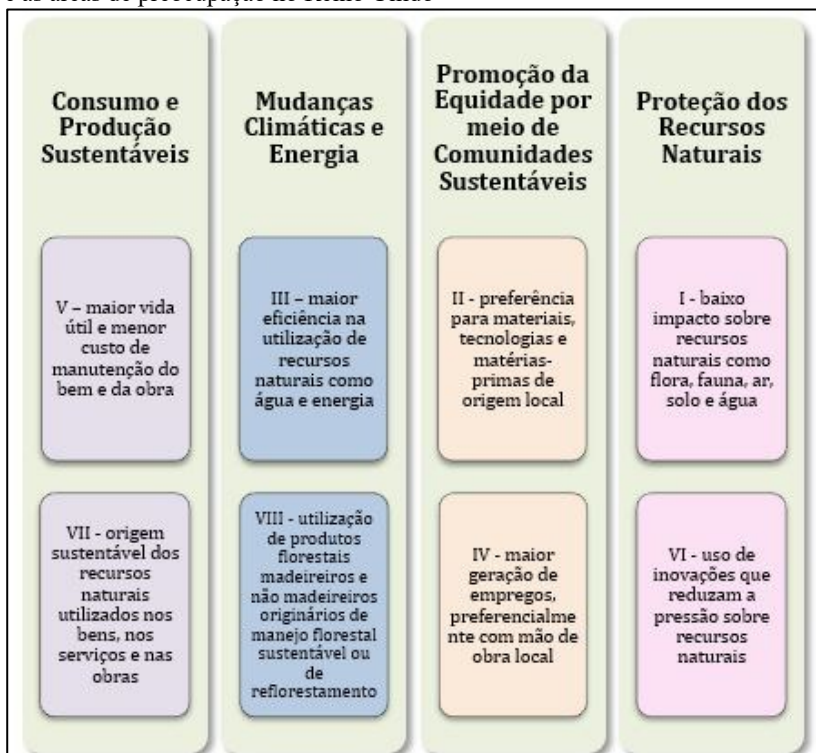 Consumo e
Produção
Sustentáveis
V – maior vida
útil e menor
custo de
manutenção do
bem e da obra
VII - origem
sustentável dos
recursos
naturais
utilizados nos
bens, nos
serviços e nas
obras
Mudanças
Climáticas e
Energia
III – maior
eficiência na
utilização de
recursos
naturais como
água e energia
VIII - utilização
de produtos
florestais
madeireiros e
não madeireiros
originários de
manejo florestal
sustentável ou
de
reflorestamento
Promoção da
Equidade por
meio de
Comunidades
Sustentáveis
II - preferência
para materiais,
tecnologias e
matérias-
primas de
origem local
IV - maior
geração de
empregos,
preferencialme
nte com mão de
obra local
Proteção dos
Recursos
Naturais
I - baixo
impacto sobre
recursos
naturais como
flora, fauna, ar,
solo e água
VI - uso de
inovações que
reduzam a
pressão sobre
recursos
naturais